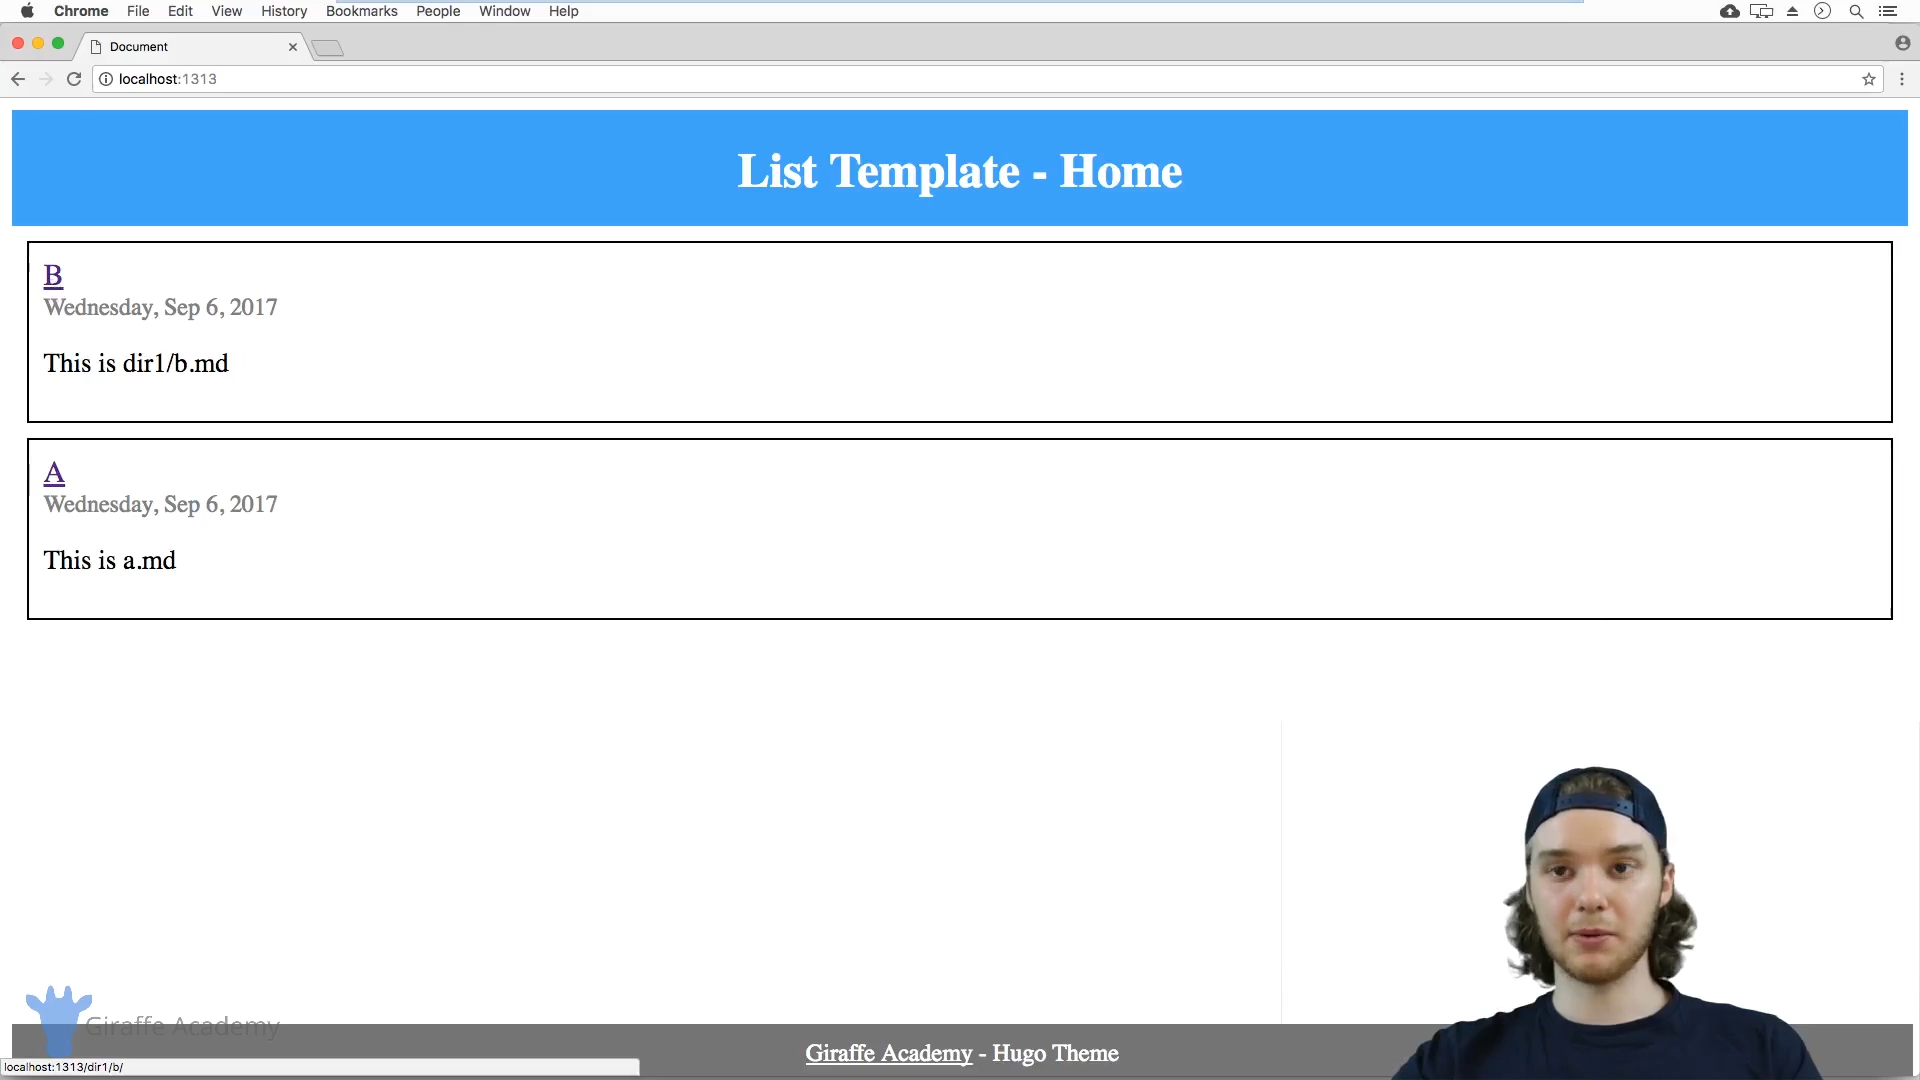 Chrome File Edit View History Bookmarks People Window Help
Document
localhost:1313
List Template - Home
B
Wednesday, Sep 6, 2017
This is dir1/b.md
A
Wednesday, Sep 6, 2017
This is a.md
Giraffe Academy
Giraffe Academy - Hugo Theme
localhost:1313/dir1/b/